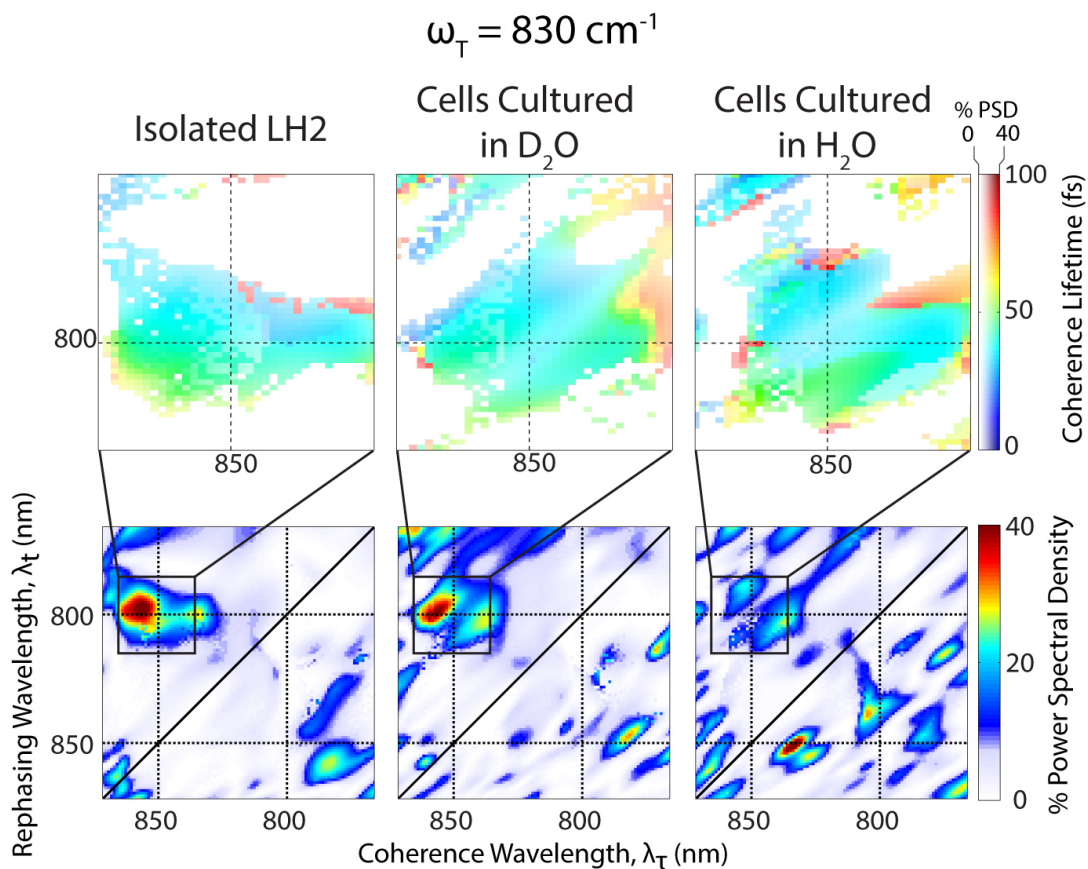 ω_T = 830 cm⁻¹
Isolated LH2
Cells Cultured
in D₂O
Cells Cultured
in H₂O
% PSD
0 40
800
850
850
850
100
50
0
Coherence Lifetime (fs)
Rephasing Wavelength, λ_t (nm)
800
850
850 800
850 800
850 800
40
20
0
% Power Spectral Density
Coherence Wavelength, λ_τ (nm)